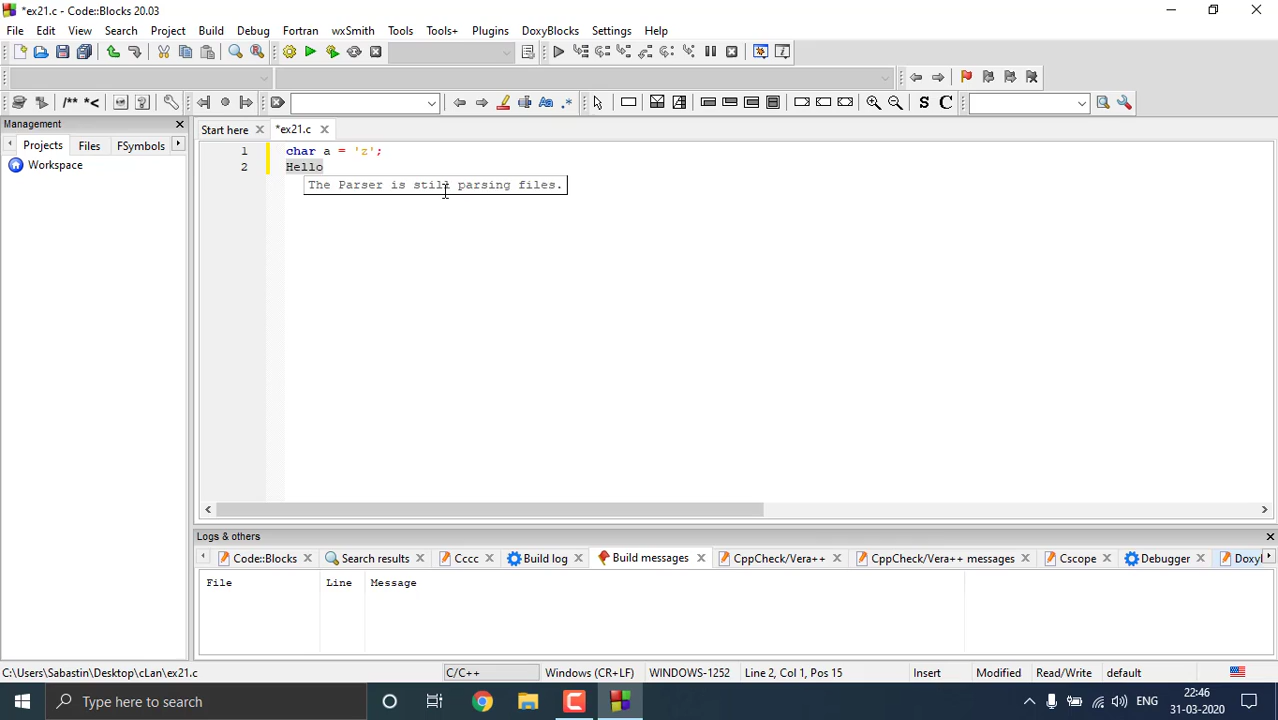 *ex21.c - Code::Blocks 20.03
File Edit View Search Project Build Debug Fortran wxSmith Tools Tools+ Plugins DoxyBlocks Settings Help
/** *< Aa .* S C
Management
Projects Files FSymbols
Workspace
Start here *ex21.c
1 char a = 'z';
2 Hello
The Parser is still parsing files.
Logs & others
Code::Blocks Search results Cccc Build log Build messages CppCheck/Vera++ CppCheck/Vera++ messages Cscope Debugger Doxyl
File Line Message
C:\Users\Sabastin\Desktop\cLan\ex21.c C/C++ Windows (CR+LF) WINDOWS-1252 Line 2, Col 1, Pos 15 Insert Modified Read/Write default
Type here to search ENG 22:46
31-03-2020